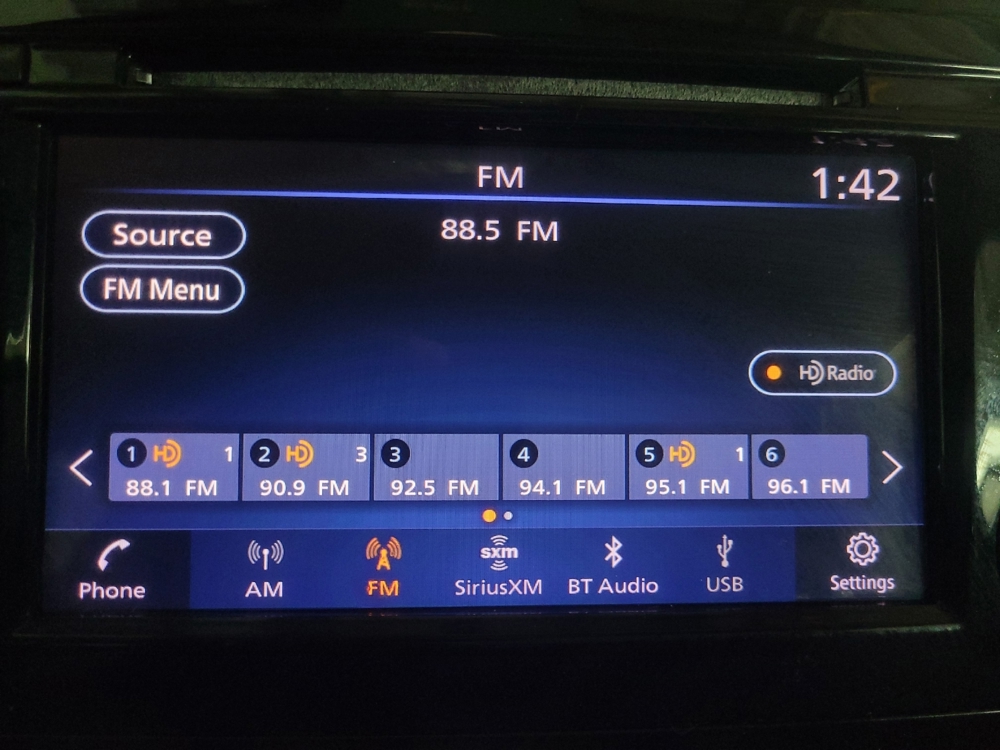 FM 1:42
Source 88.5 FM
FM Menu
HD Radio
1 HD 1 2 HD 3 3 4 5 HD 1 6
88.1 FM 90.9 FM 92.5 FM 94.1 FM 95.1 FM 96.1 FM
sxm
Phone AM FM SiriusXM BT Audio USB Settings